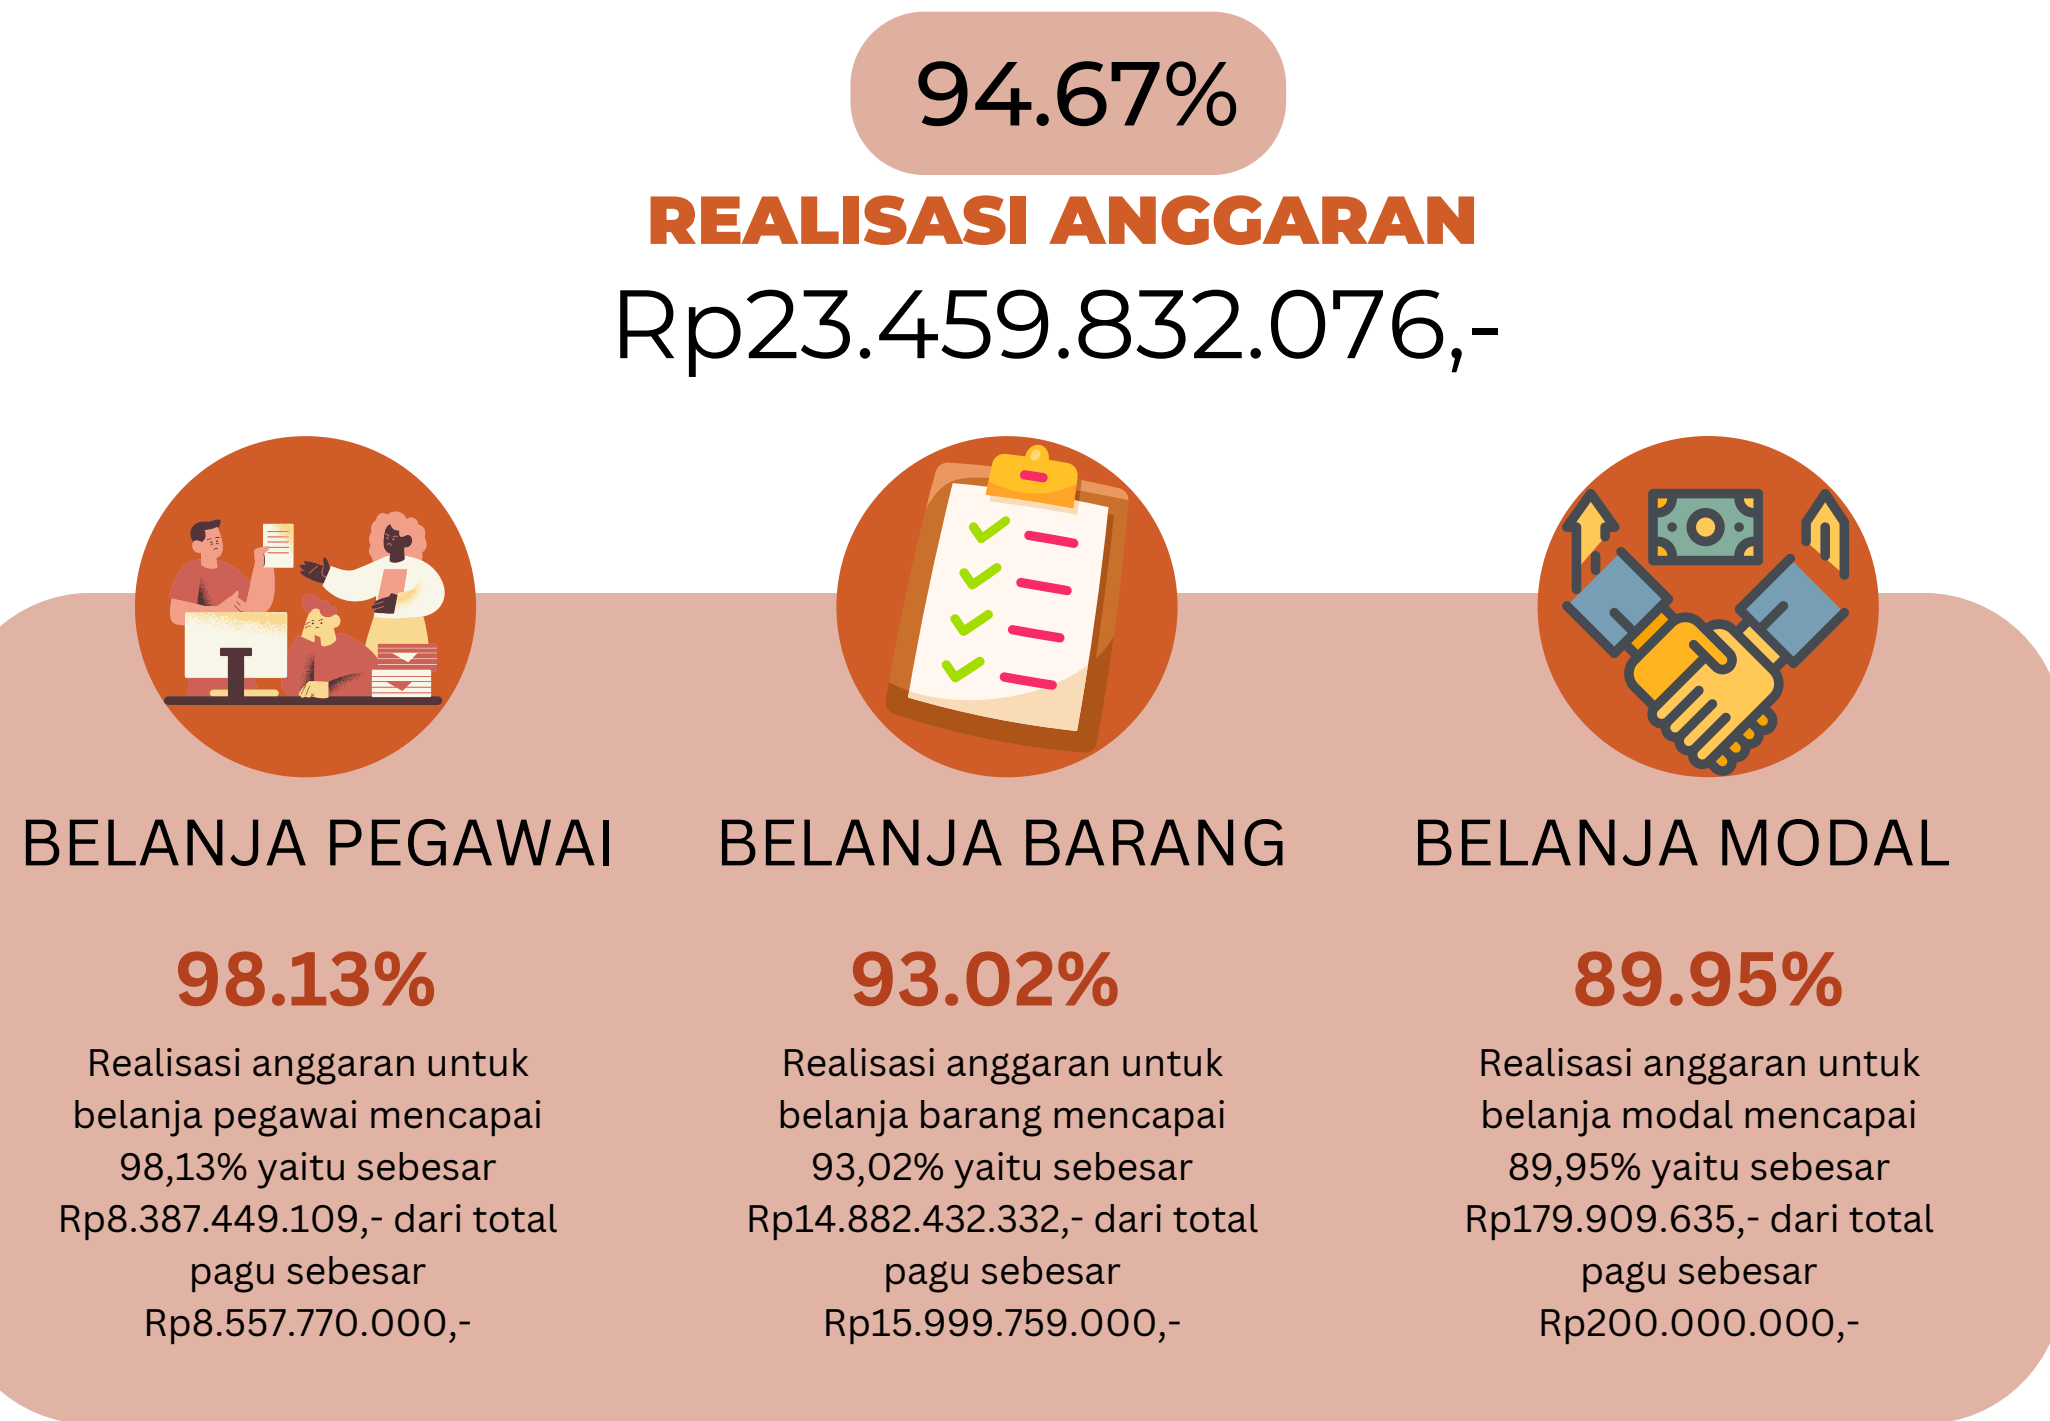 94.67%
REALISASI ANGGARAN
Rp23.459.832.076,-
BELANJA PEGAWAI
98.13%
Realisasi anggaran untuk
belanja pegawai mencapai
98,13% yaitu sebesar
Rp8.387.449.109,- dari total
pagu sebesar
Rp8.557.770.000,-
BELANJA BARANG
93.02%
Realisasi anggaran untuk
belanja barang mencapai
93,02% yaitu sebesar
Rp14.882.432.332,- dari total
pagu sebesar
Rp15.999.759.000,-
BELANJA MODAL
89.95%
Realisasi anggaran untuk
belanja modal mencapai
89,95% yaitu sebesar
Rp179.909.635,- dari total
pagu sebesar
Rp200.000.000,-